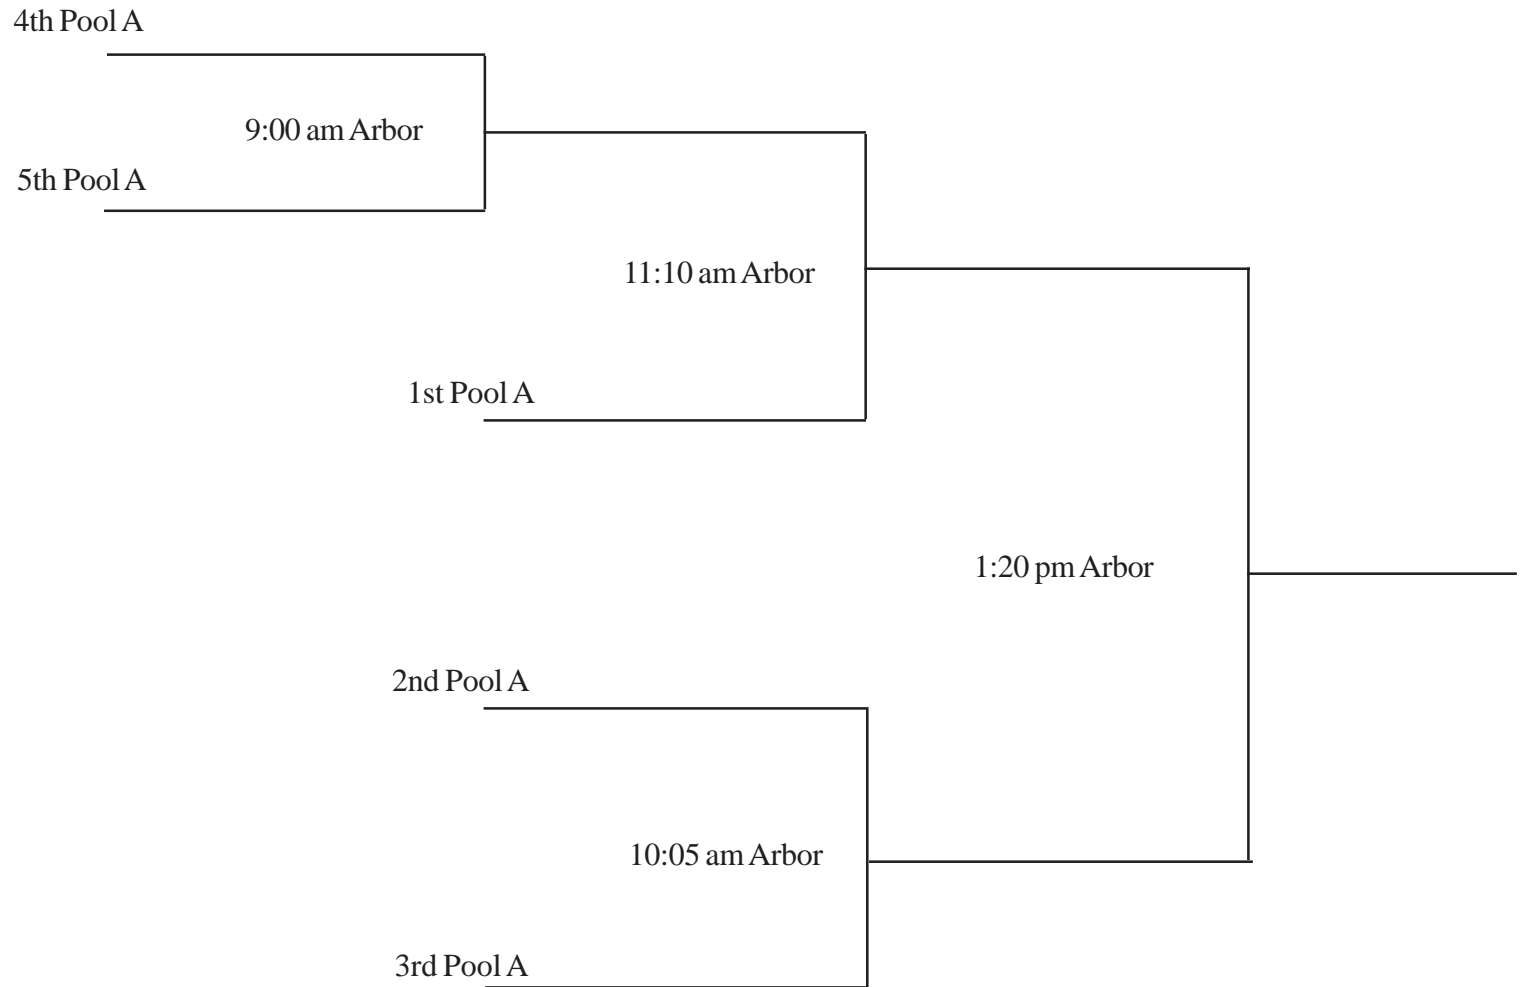 4th Pool A
9:00 am Arbor
5th Pool A
11:10 am Arbor
1st Pool A
1:20 pm Arbor
2nd Pool A
10:05 am Arbor
3rd Pool A